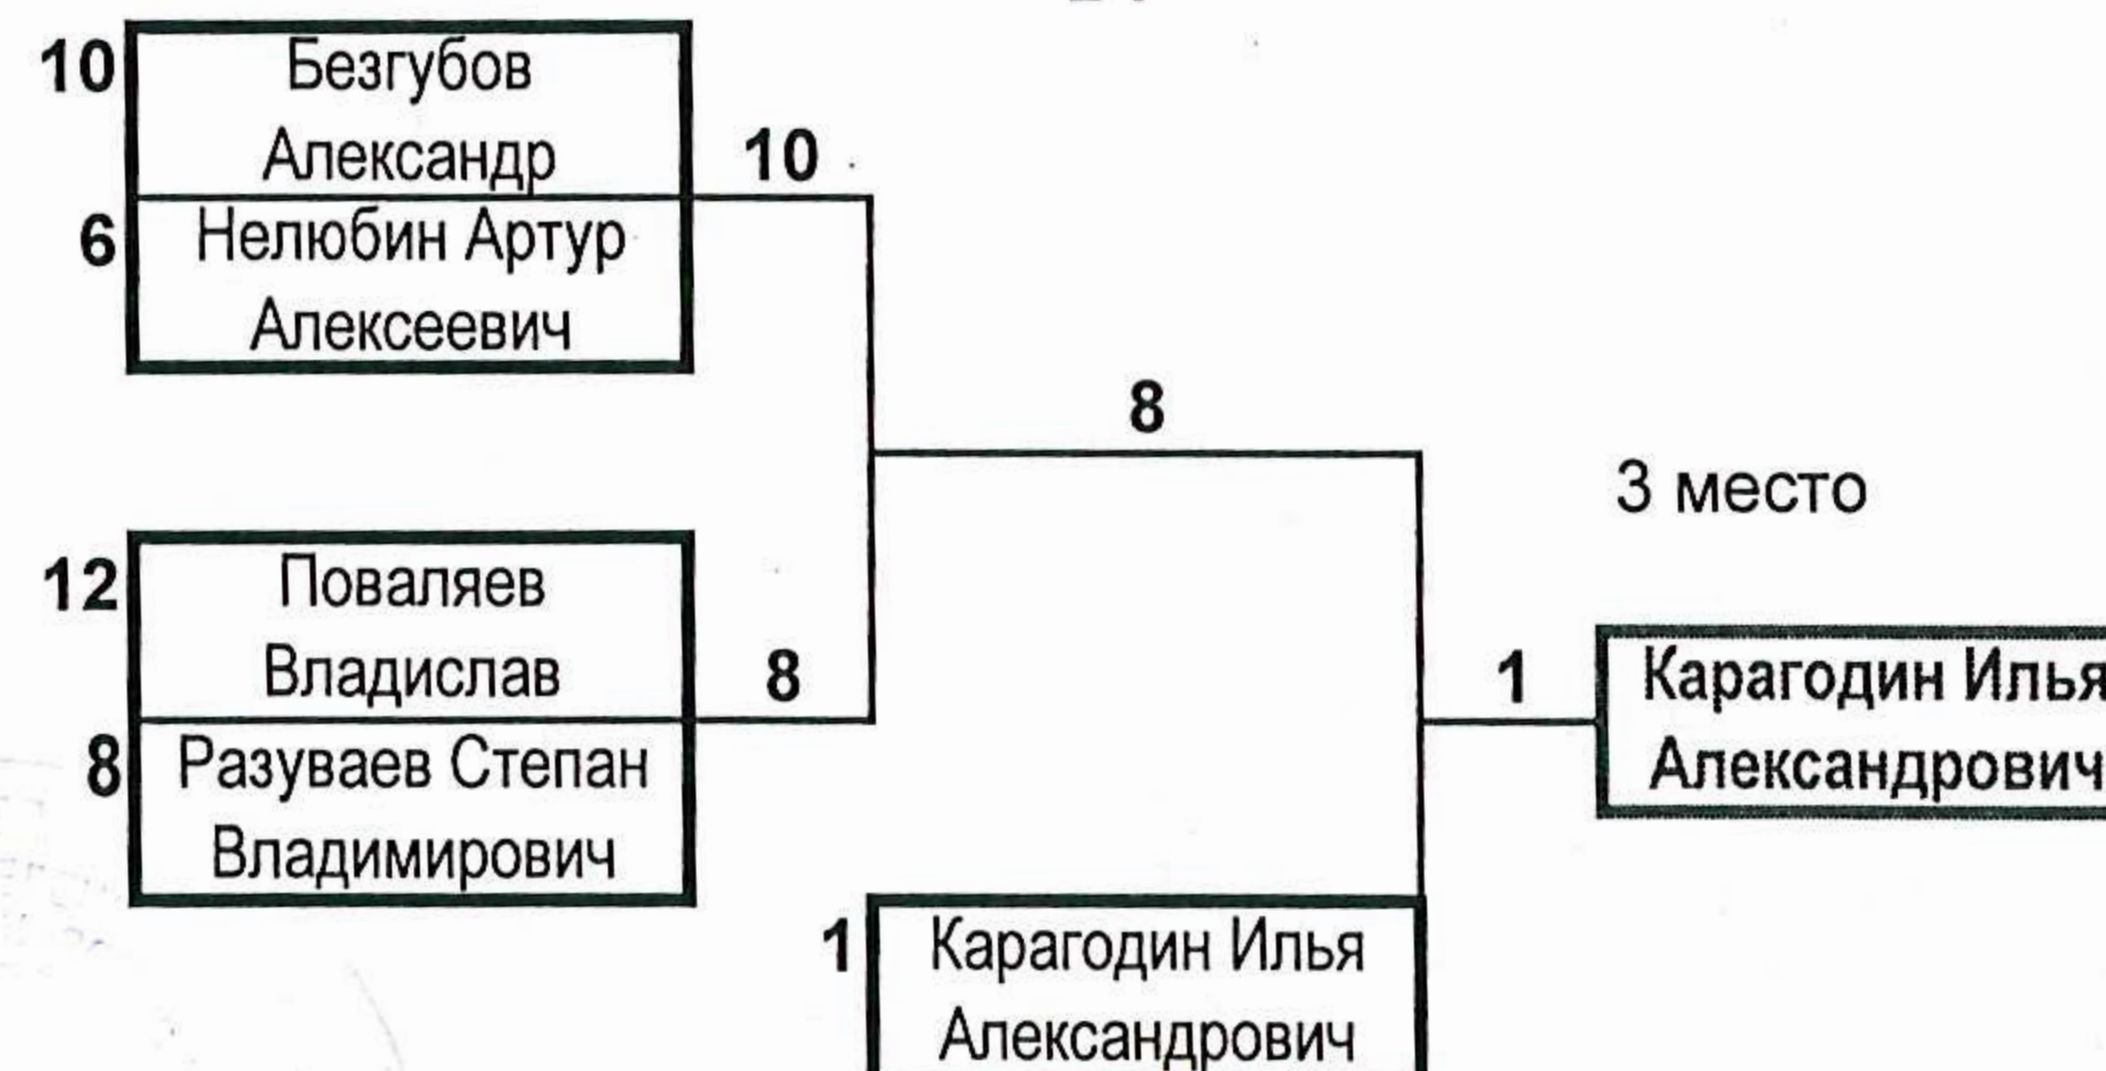 10
Безгубов
Александр
10
6
Нелюбин Артур
Алексеевич
8
3 место
12
Поваляев
Владислав
8
8
Разуваев Степан
Владимирович
1
Карагодин Илья
Александрович
1
Карагодин Илья
Александрович